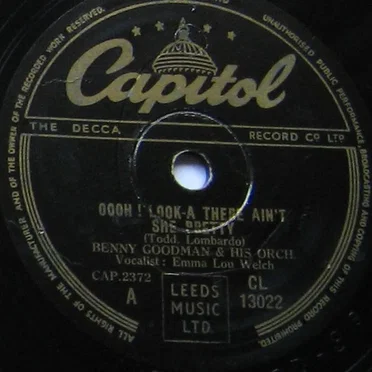 ALL RIGHTS OF THE MANUFACTURER AND OF THE OWNER OF THE RECORDED WORK RESERVED.
UNAUTHORISED PUBLIC PERFORMANCE, BROADCASTING AND COPYING OF THIS RECORD PROHIBITED
Capitol
THE DECCA RECORD CO LTD
OOOH ! LOOK-A THERE AIN'T
SHE PRETTY
(Todd. Lombardo)
BENNY GOODMAN & HIS ORCH.
Vocalist : Emma Lou Welch
CAP.2372
A
LEEDS
MUSIC
LTD.
CL
13022